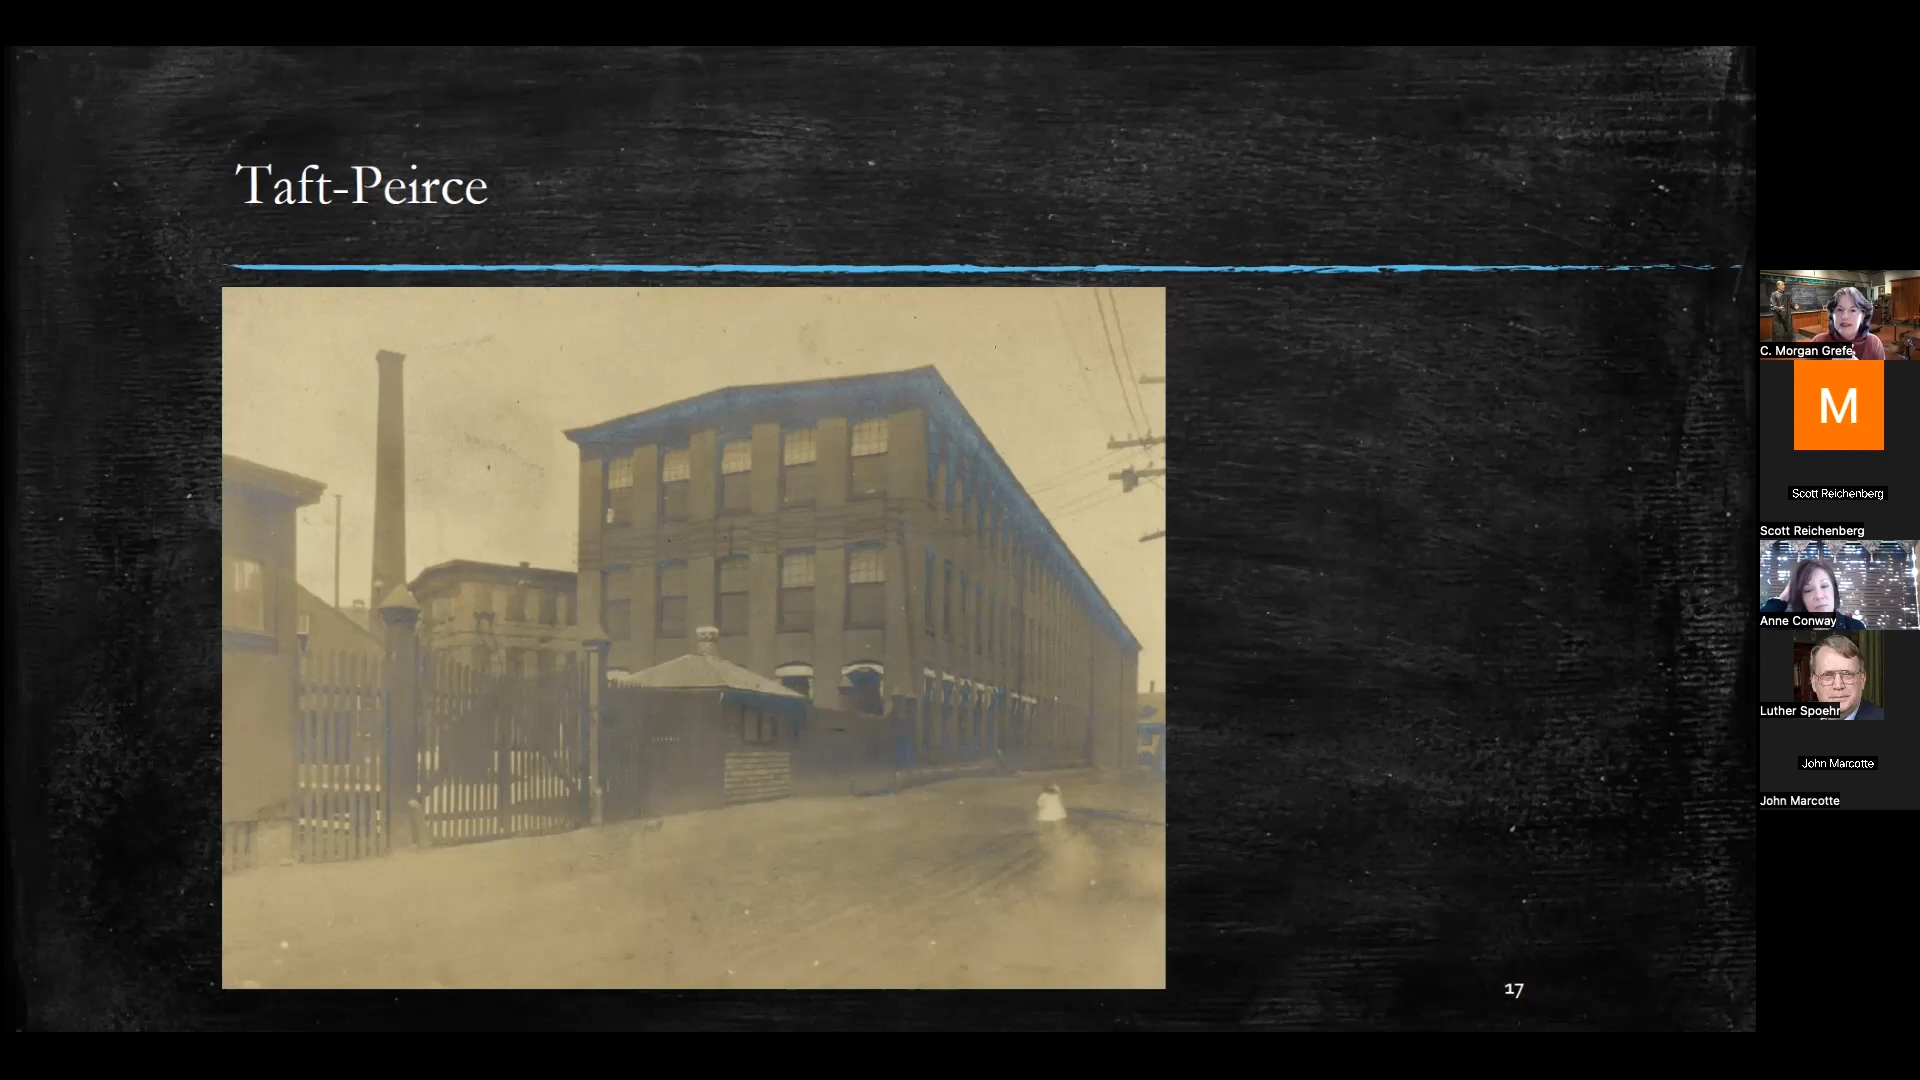 Taft-Peirce
17
C. Morgan Grefe
M
Scott Reichenberg
Scott Reichenberg
Anne Conway
Luther Spoehr
John Marcotte
John Marcotte